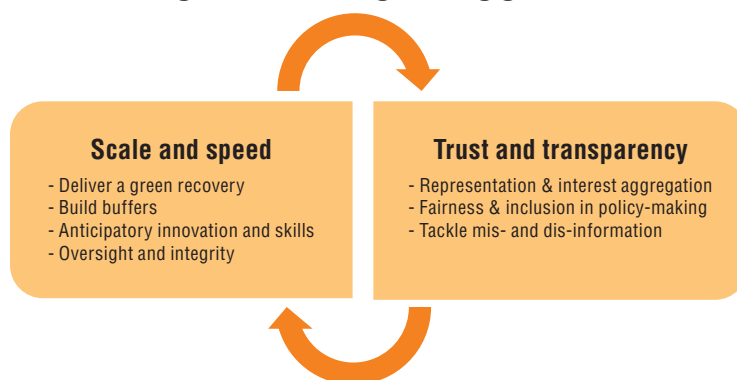 Scale and speed
- Deliver a green recovery
- Build buffers
- Anticipatory innovation and skills
- Oversight and integrity
Trust and transparency
- Representation & interest aggregation
- Fairness & inclusion in policy-making
- Tackle mis- and dis-information